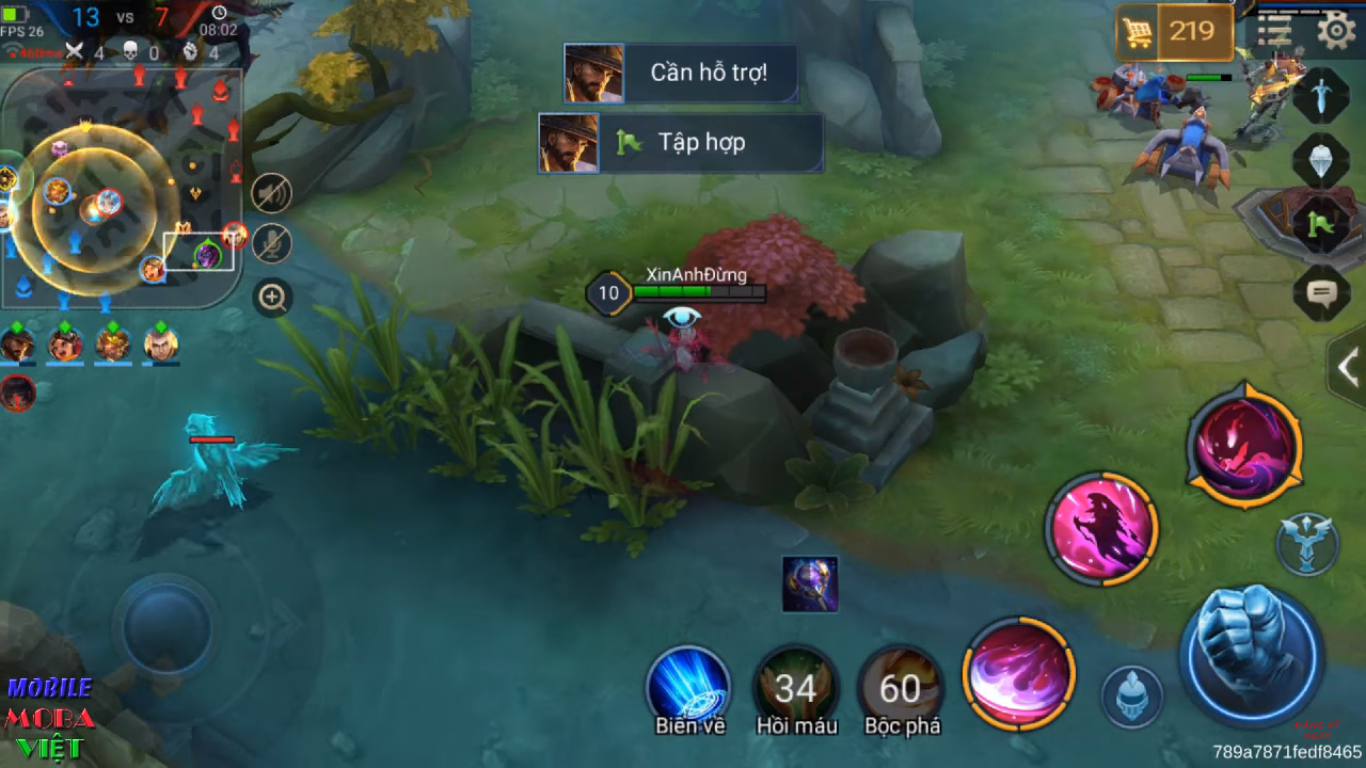 13 vs 7
08:02
FPS 26
460ms
4 0 4
219
Cần hỗ trợ!
Tập hợp
XinAnhĐừng
10
34 60
Biến về Hồi máu Bộc phá
MOBILE
MOBA
VIỆT
789a7871fedf8465